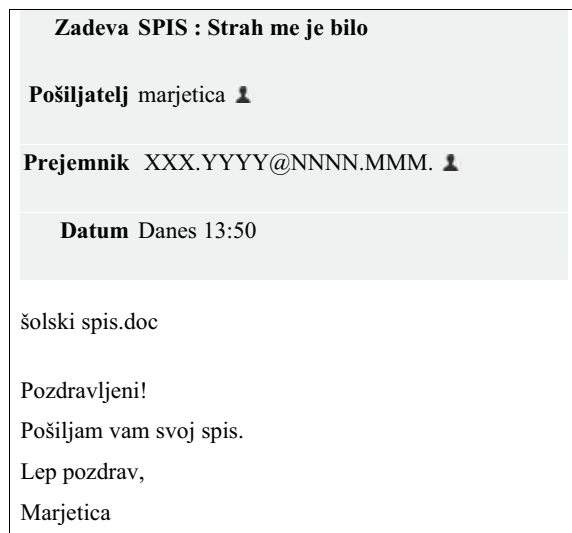 Zadeva SPIS : Strah me je bilo
Pošiljatelj marjetica
Prejemnik XXX.YYYY@NNNN.MMM.
Datum Danes 13:50
šolski spis.doc
Pozdravljeni!
Pošiljam vam svoj spis.
Lep pozdrav,
Marjetica